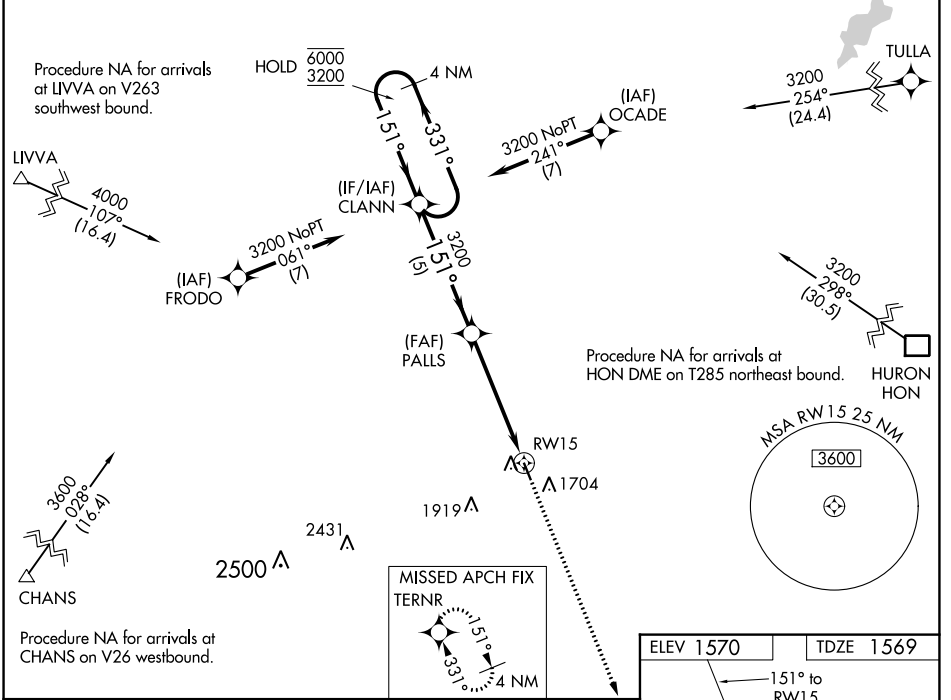 Procedure NA for arrivals
at LIVVA on V263
southwest bound.
HOLD
6000
3200
4 NM
TULLA
3200
254°
(24.4)
(IAF)
OCADE
3200 NoPT
241°
(7)
151°
331°
LIVVA
4000
107°
(16.4)
(IF/IAF)
CLANN
3200 NoPT
061°
(7)
(IAF)
FRODO
3200
151°
(5)
3200
298°
(30.5)
(FAF)
PALLS
Procedure NA for arrivals at
HON DME on T285 northeast bound.
HURON
HON
MSA RW15 25 NM
3600
RW15
1704
1919
2431
2500
3600
028°
(16.4)
CHANS
Procedure NA for arrivals at
CHANS on V26 westbound.
MISSED APCH FIX
TERNR
151°
331°
4 NM
ELEV 1570
TDZE 1569
151° to
RW15